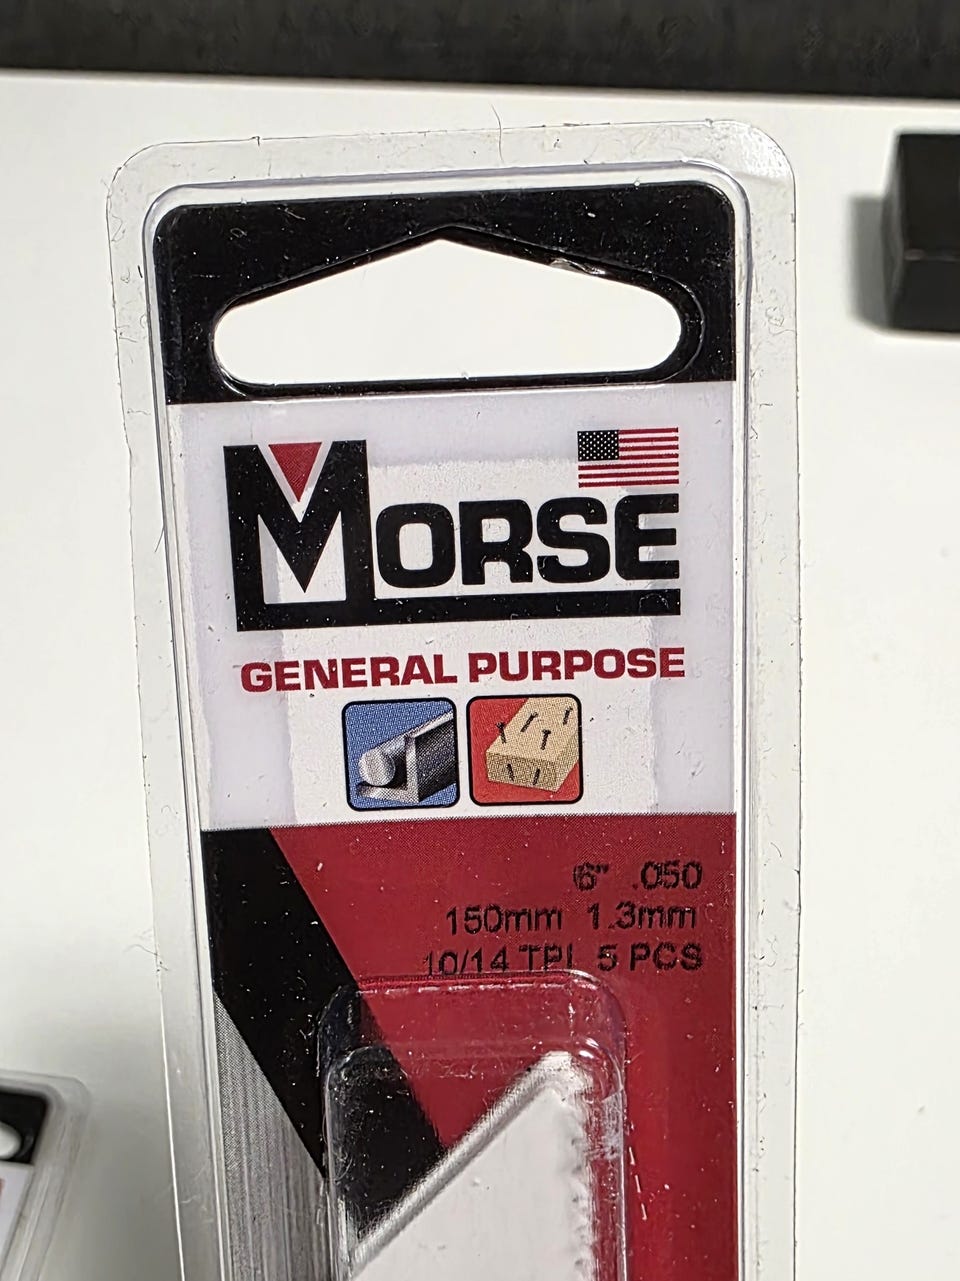 MORSE
GENERAL PURPOSE
6" .050
150mm 1.3mm
10/14 TPI 5 PCS